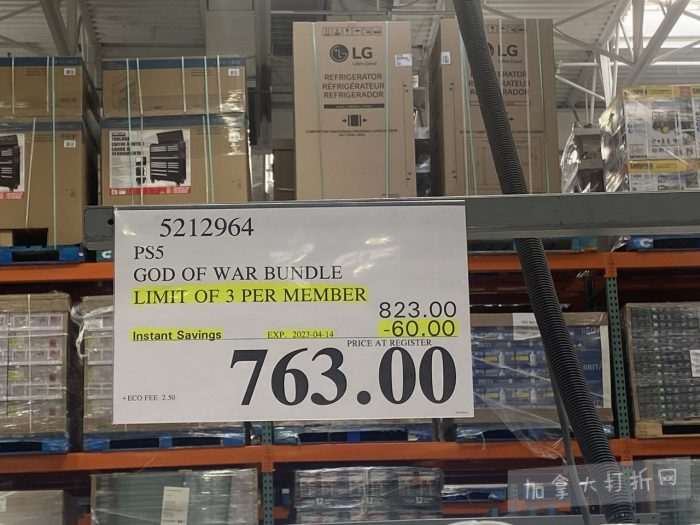 LG
REFRIGERATOR
RÉFRIGÉRATEUR
REFRIGERADOR
LG
5212964
PS5
GOD OF WAR BUNDLE
LIMIT OF 3 PER MEMBER
823.00
Instant Savings EXP. 2023-04-14 -60.00
PRICE AT REGISTER
763.00
+ECO FEE 2.50
加拿大打折网